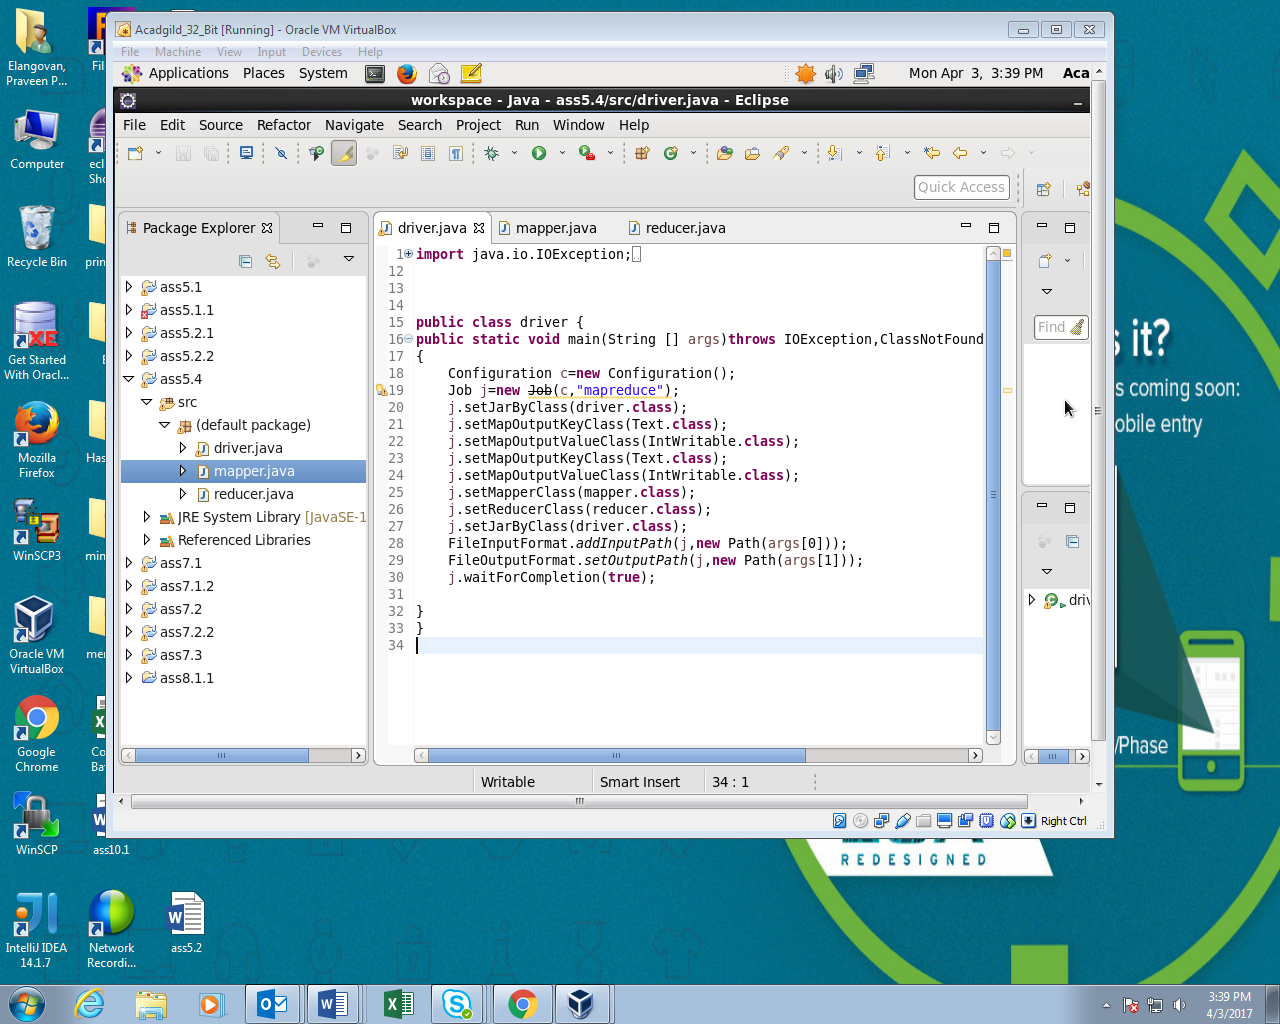 Acadgild_32_Bit [Running] - Oracle VM VirtualBox
File Machine View Input Devices Help
Applications Places System
Mon Apr 3, 3:39 PM Aca
workspace - Java - ass5.4/src/driver.java - Eclipse
File Edit Source Refactor Navigate Search Project Run Window Help
Quick Access
Package Explorer
driver.java
mapper.java
reducer.java
ass5.1
ass5.1.1
ass5.2.1
ass5.2.2
ass5.4
src
(default package)
driver.java
mapper.java
reducer.java
JRE System Library [JavaSE-1
Referenced Libraries
ass7.1
ass7.1.2
ass7.2
ass7.2.2
ass7.3
ass8.1.1
1 import java.io.IOException;
12
13
14
15 public class driver {
16 public static void main(String [] args)throws IOException,ClassNotFound
17 {
18 Configuration c=new Configuration();
19 Job j=new Job(c,"mapreduce");
20 j.setJarByClass(driver.class);
21 j.setMapOutputKeyClass(Text.class);
22 j.setMapOutputValueClass(IntWritable.class);
23 j.setMapOutputKeyClass(Text.class);
24 j.setMapOutputValueClass(IntWritable.class);
25 j.setMapperClass(mapper.class);
26 j.setReducerClass(reducer.class);
27 j.setJarByClass(driver.class);
28 FileInputFormat.addInputPath(j,new Path(args[0]));
29 FileOutputFormat.setOutputPath(j,new Path(args[1]));
30 j.waitForCompletion(true);
31
32 }
33 }
34
Find
driv
Writable
Smart Insert
34 : 1
Right Ctrl
Elangovan,
Praveen P...
Computer
Recycle Bin
Get Started
With Oracl...
Mozilla
Firefox
WinSCP3
Oracle VM
VirtualBox
Google
Chrome
WinSCP
IntelliJ IDEA
14.1.7
Fil
ecl
Sho
prin
E
Has
min
mer
Co
Bat
ass10.1
Network
Recordi...
ass5.2
s it?
s coming soon:
obile entry
/Phase
REDESIGNED
3:39 PM
4/3/2017